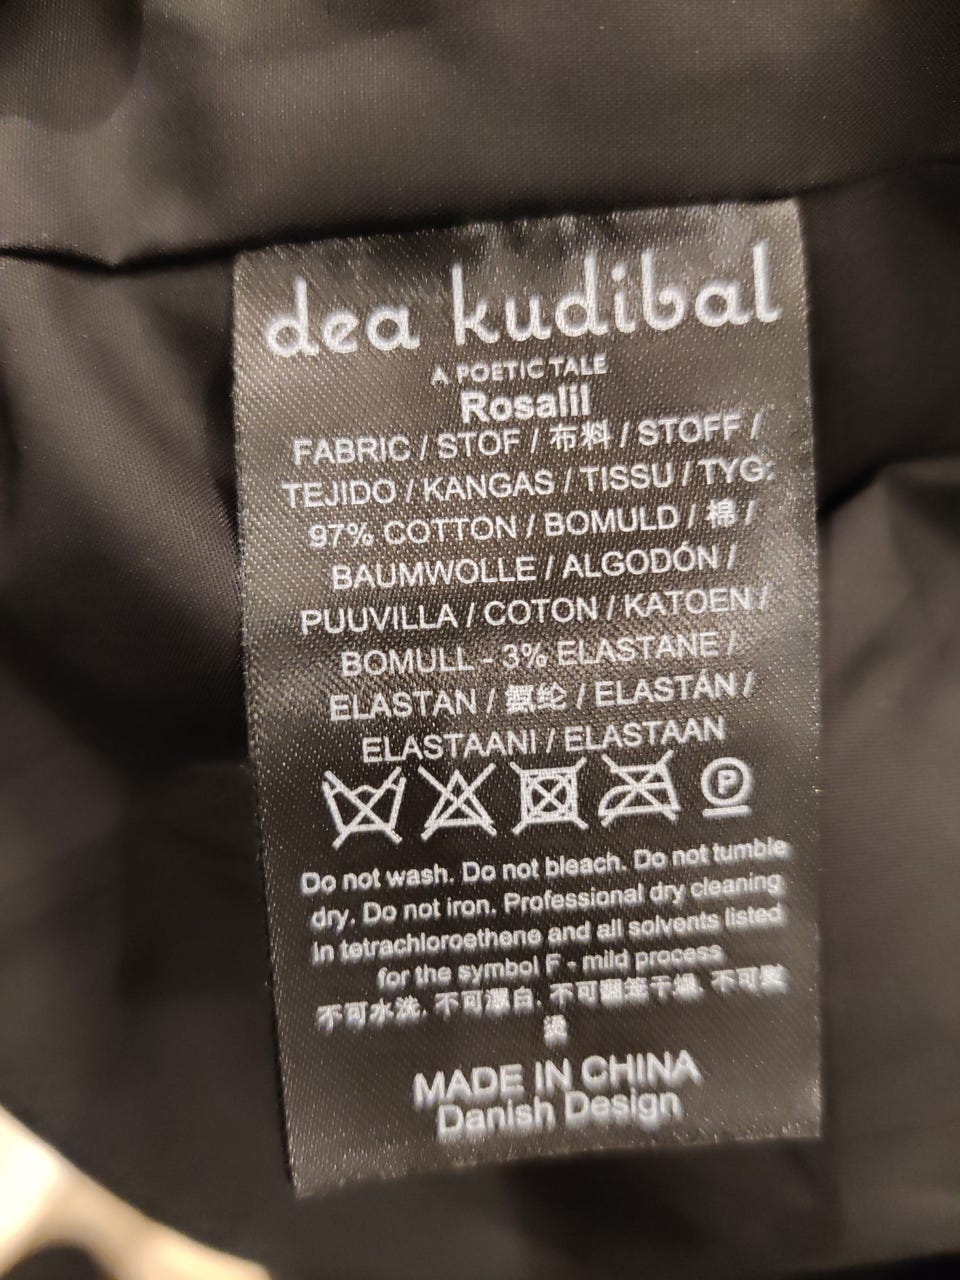 dea kudibal
A POETIC TALE
Rosalil
FABRIC / STOF / 布料 / STOFF /
TEJIDO / KANGAS / TISSU / TYG:
97% COTTON / BOMULD / 棉 /
BAUMWOLLE / ALGODÓN /
PUUVILLA / COTON / KATOEN /
BOMULL - 3% ELASTANE /
ELASTAN / 氨纶 / ELASTÁN /
ELASTAANI / ELASTAAN
P
Do not wash. Do not bleach. Do not tumble
dry. Do not iron. Professional dry cleaning
in tetrachloroethene and all solvents listed
for the symbol F - mild process
不可水洗, 不可漂白, 不可翻笼干燥, 不可熨
烫
MADE IN CHINA
Danish Design